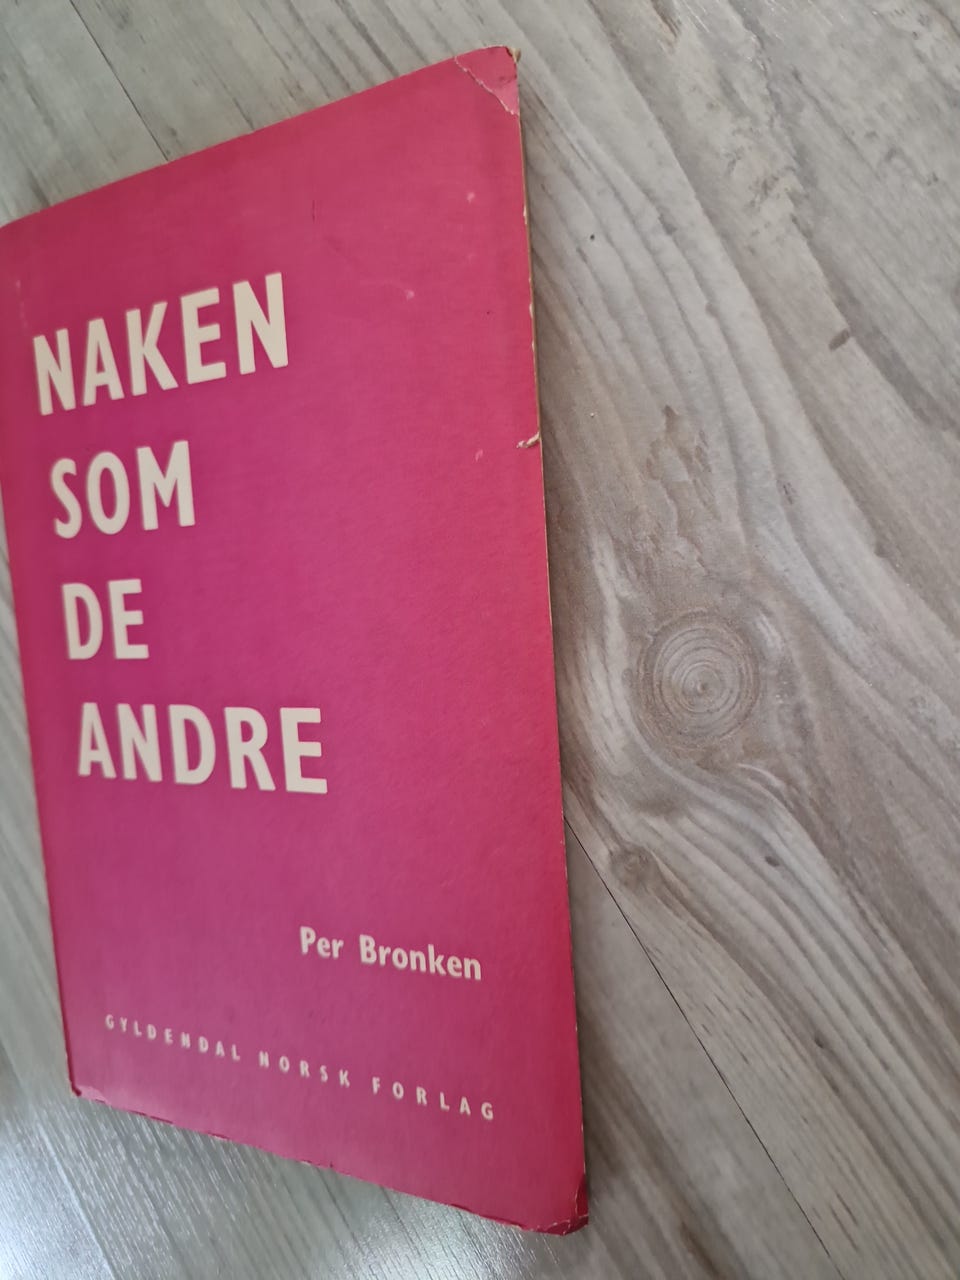 NAKEN
SOM
DE
ANDRE
Per Bronken
GYLDENDAL NORSK FORLAG